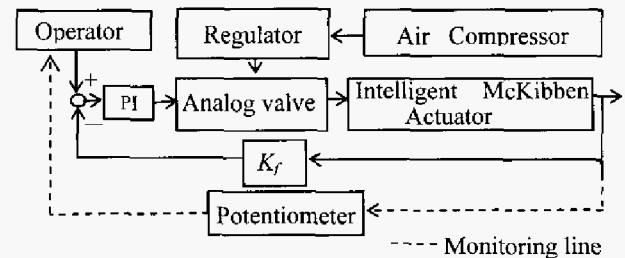 Operator
Regulator
Air Compressor
+
PI
Analog valve
Intelligent McKibben
Actuator
—
K_f
Potentiometer
---- Monitoring line